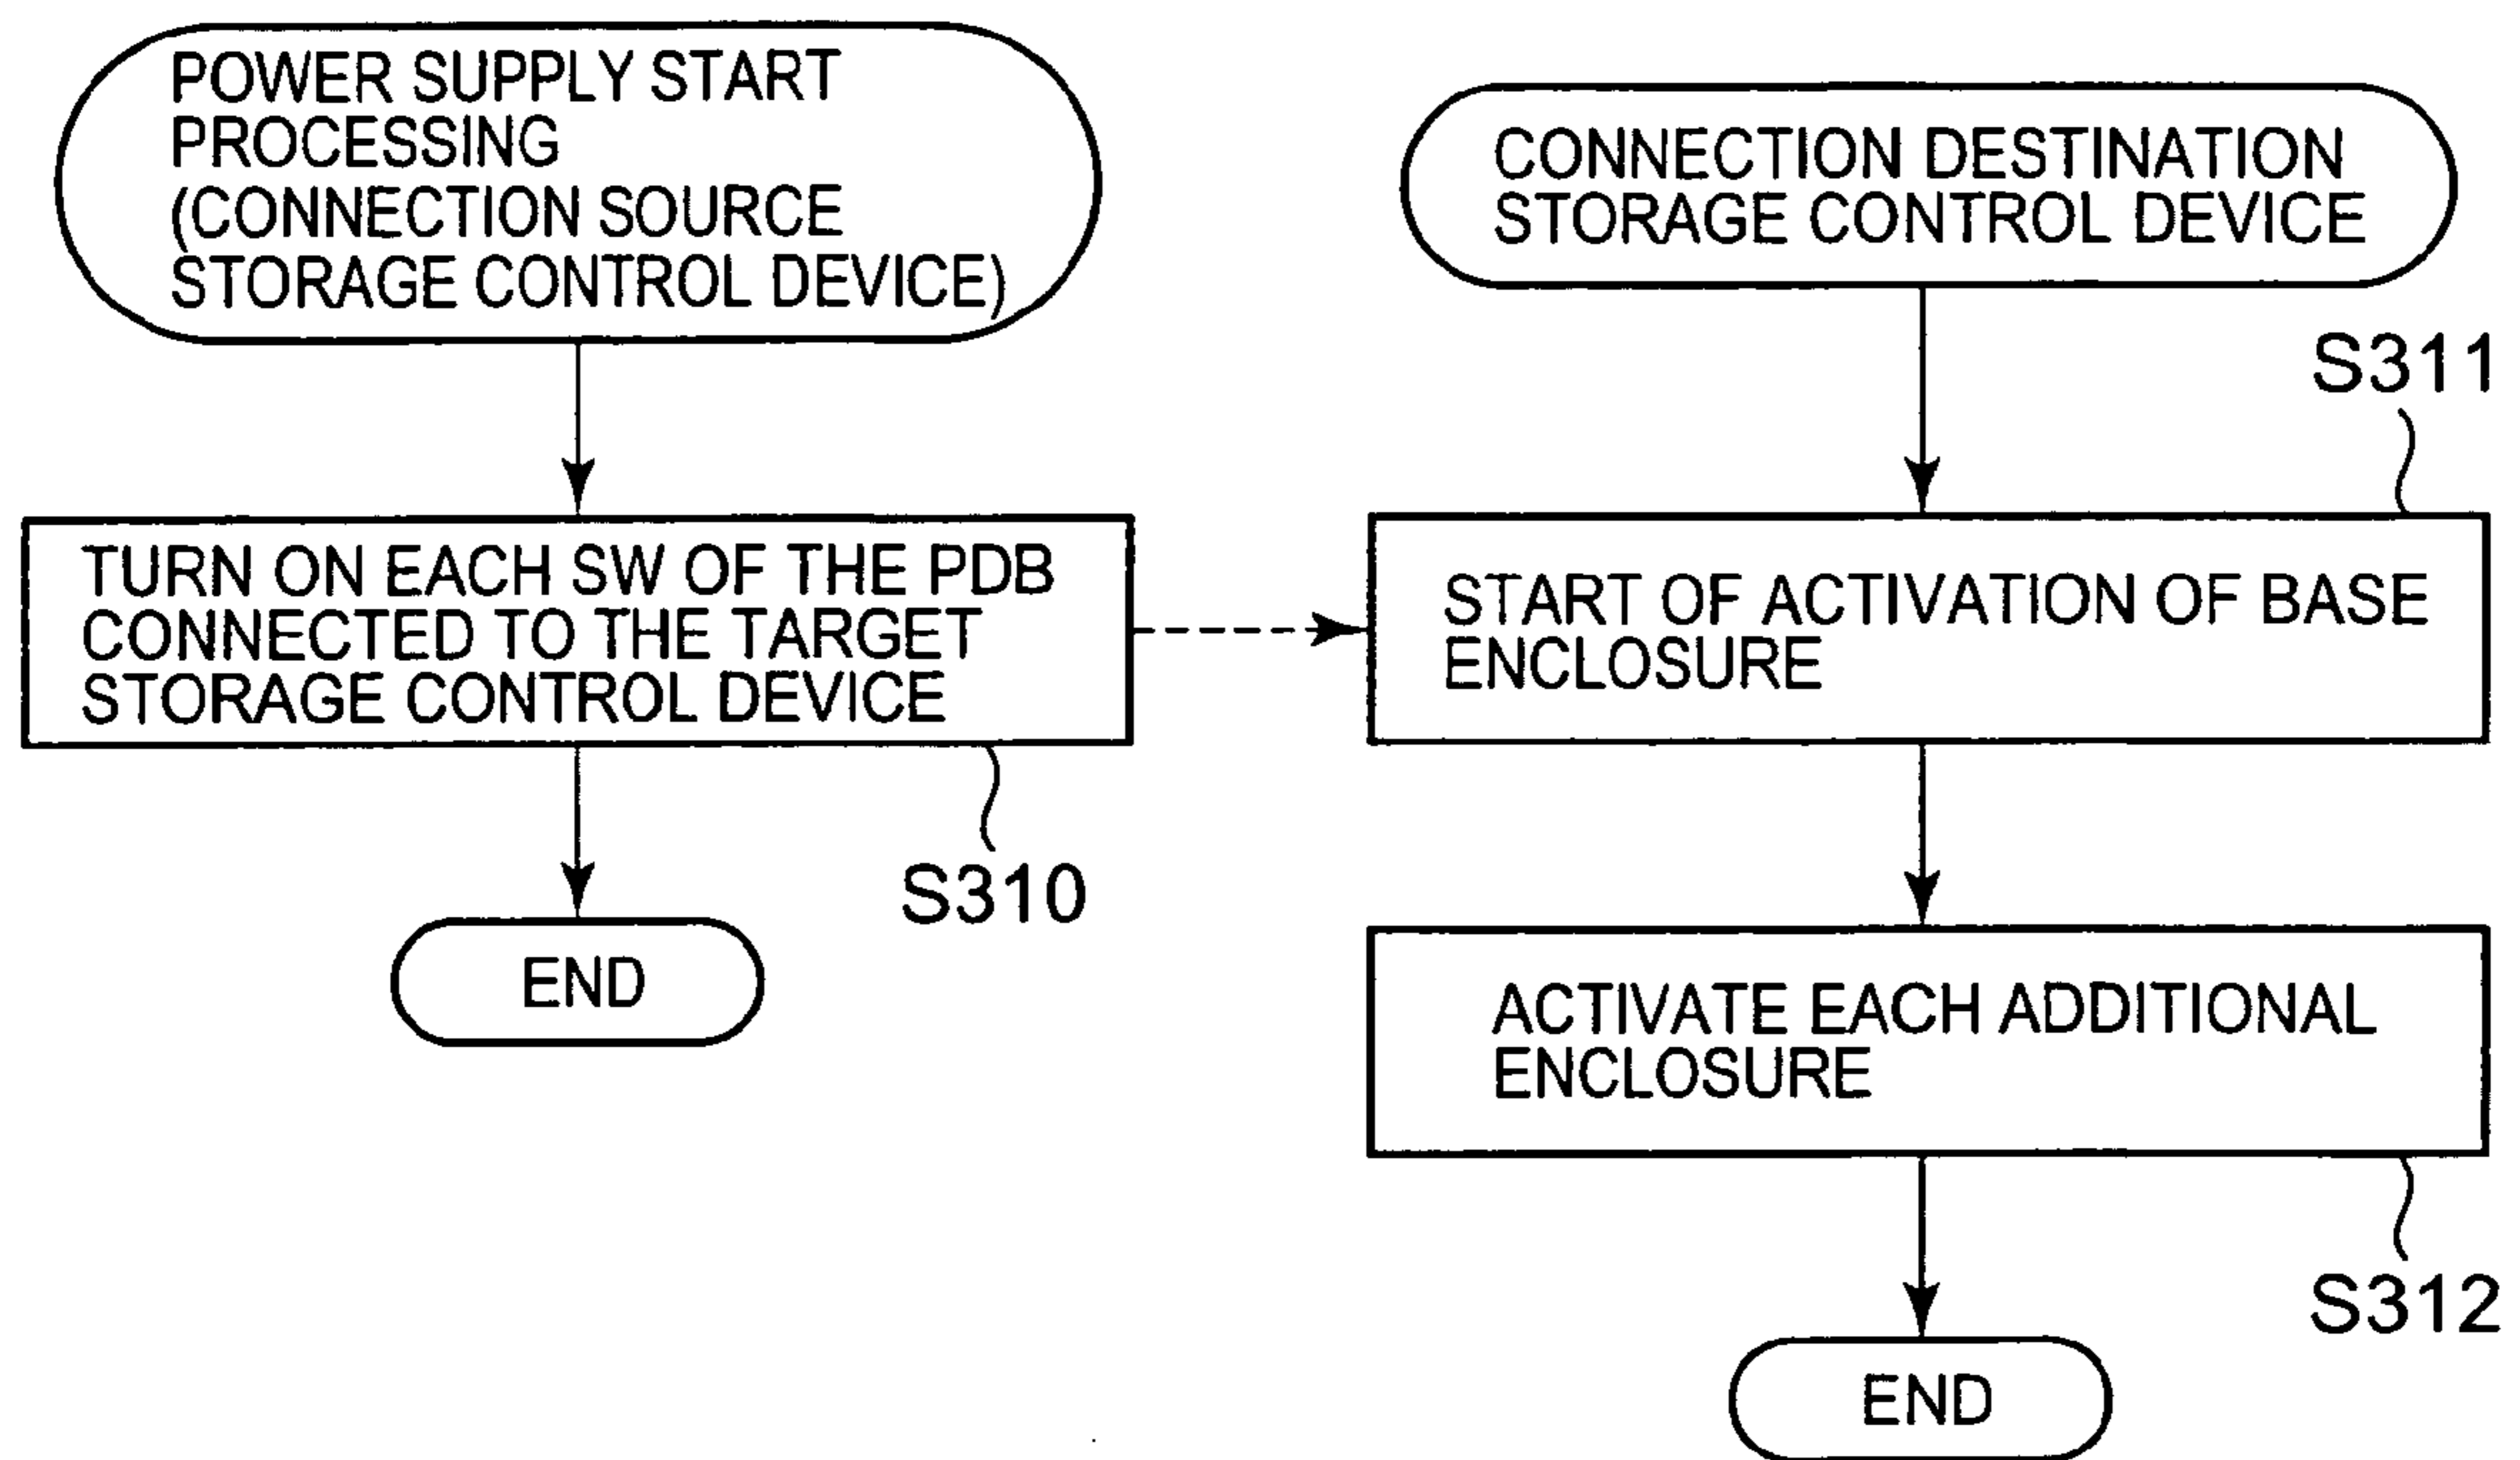 POWER SUPPLY START
PROCESSING
(CONNECTION SOURCE
STORAGE CONTROL DEVICE)
TURN ON EACH SW OF THE PDB
CONNECTED TO THE TARGET
STORAGE CONTROL DEVICE
S310
END
CONNECTION DESTINATION
STORAGE CONTROL DEVICE
S311
START OF ACTIVATION OF BASE
ENCLOSURE
ACTIVATE EACH ADDITIONAL
ENCLOSURE
S312
END